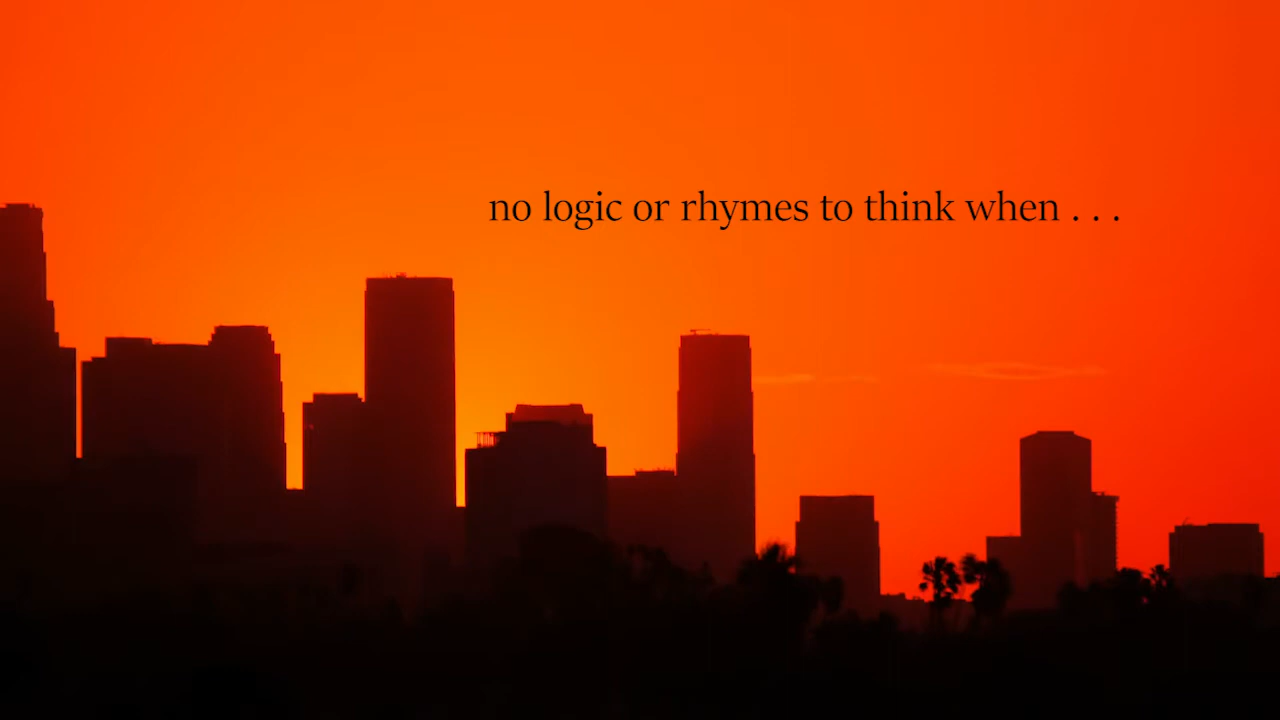 no logic or rhymes to think when . . .